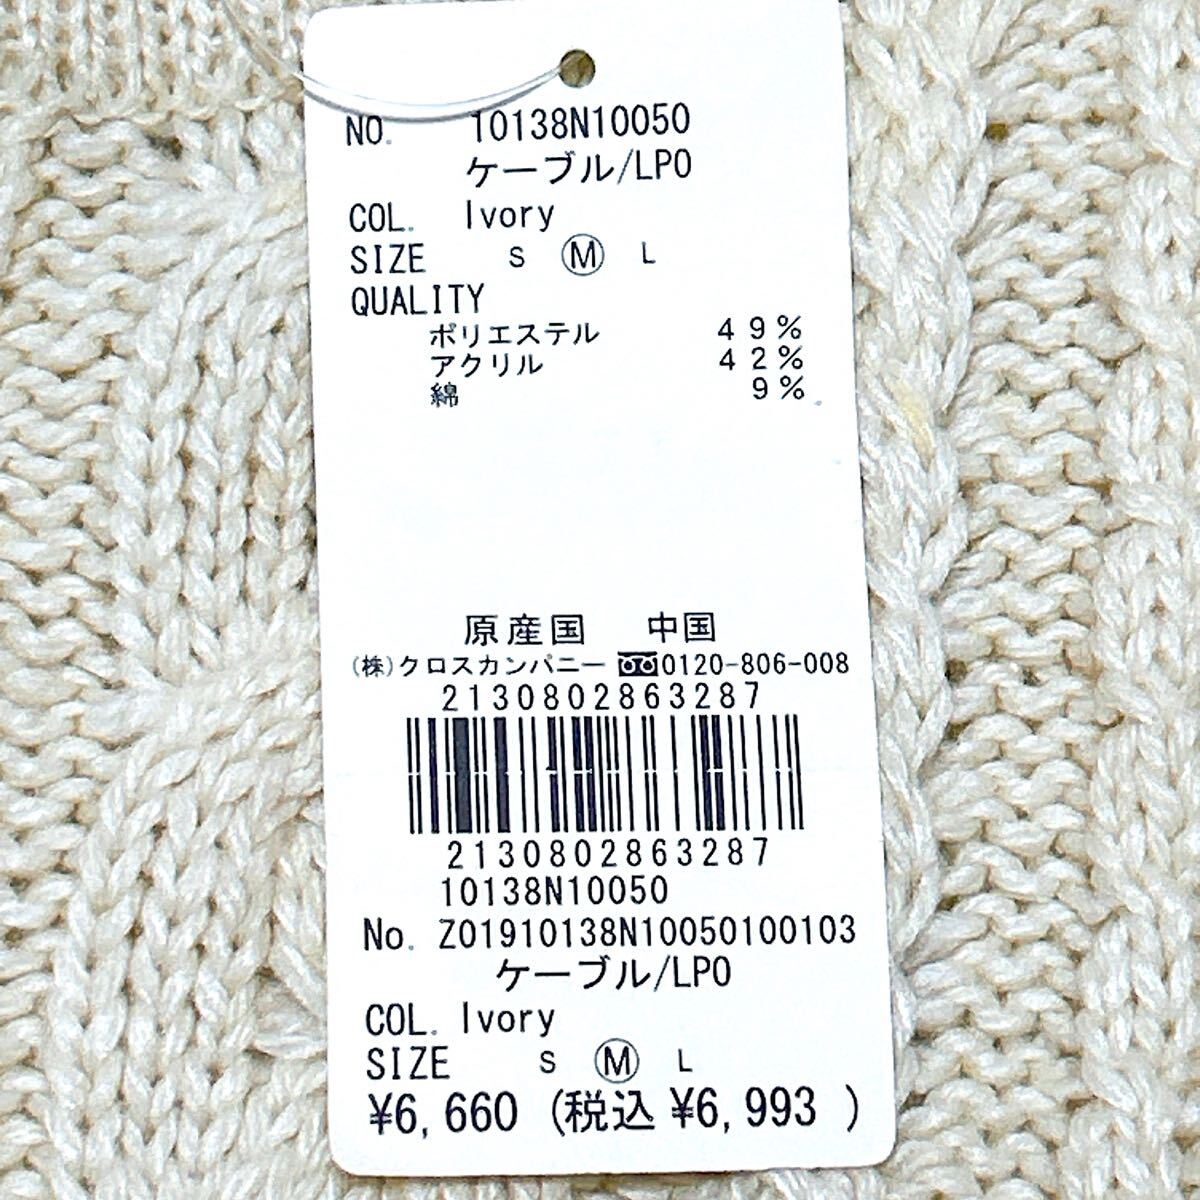 NO. 10138N10050
ケーブル/LPO
COL. Ivory
SIZE S Ⓜ L
QUALITY
ポリエステル 49%
アクリル 42%
綿 9%
原産国 中国
(株)クロスカンパニー 0120-806-008
2130802863287
2130802863287
10138N10050
No. Z01910138N10050100103
ケーブル/LPO
COL. Ivory
SIZE S Ⓜ L
¥6,660 (税込 ¥6,993 )